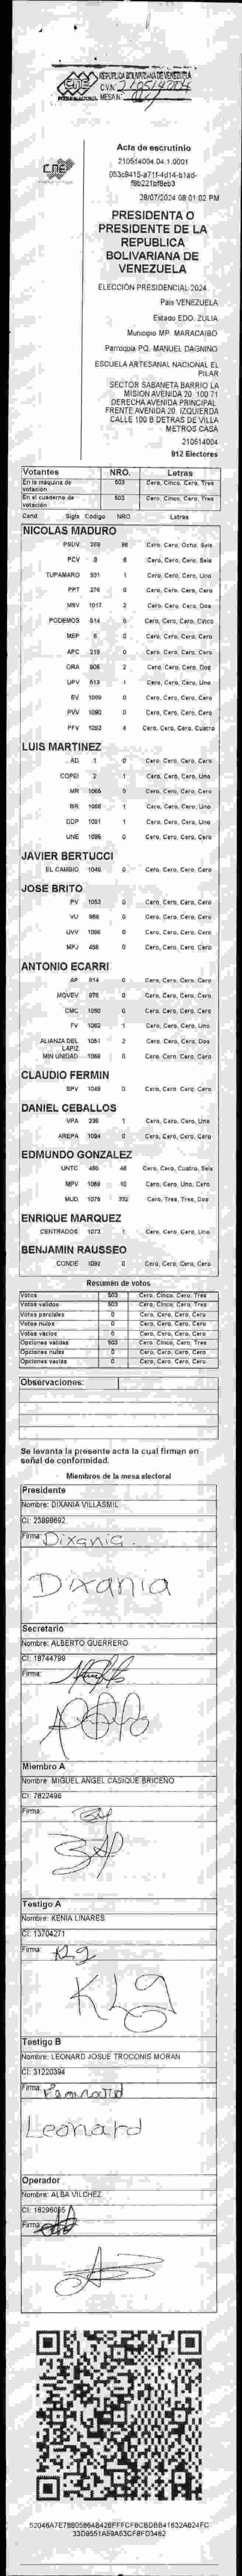 REPUBLICA BOLIVARIANA DE VENEZUELA
C.V.N° 210514004
MESA N°
CNE
Acta de escrutinio
210514004.04.1.0001
28/07/2024 08:01:02 PM
PRESIDENTA O
PRESIDENTE DE LA
REPUBLICA
BOLIVARIANA DE
VENEZUELA
ELECCIÓN PRESIDENCIAL 2024
País VENEZUELA
Estado EDO. ZULIA
Municipio MP. MARACAIBO
Parroquia PQ. MANUEL DAGNINO
ESCUELA ARTESANAL NACIONAL EL
PILAR
SECTOR SABANETA BARRIO LA
MISION AVENIDA 20 100 71
DERECHA AVENIDA PRINCIPAL.
FRENTE AVENIDA 20. IZQUIERDA
CALLE 100 B DETRAS DE VILLA
METROS CASA
210514004
912 Electores
Votantes NRO. Letras
En la máquina de votación 503 Cero, Cinco, Cero, Tres
En el cuaderno de votación 503 Cero, Cinco, Cero, Tres
Cand. Sigla Código NRO Letras
NICOLAS MADURO
PSUV 269 86 Cero, Cero, Ocho, Seis
PCV 9 6 Cero, Cero, Cero, Seis
TUPAMARO 931 1 Cero, Cero, Cero, Uno
PPT 276 0 Cero, Cero, Cero, Cero
MSV 1017 2 Cero, Cero, Cero, Dos
PODEMOS 514 5 Cero, Cero, Cero, Cinco
MEP 6 0 Cero, Cero, Cero, Cero
APC 219 0 Cero, Cero, Cero, Cero
ORA 906 2 Cero, Cero, Cero, Dos
UPV 613 1 Cero, Cero, Cero, Uno
EV 1089 0 Cero, Cero, Cero, Cero
PVV 1090 0 Cero, Cero, Cero, Cero
PFV 1093 4 Cero, Cero, Cero, Cuatro
LUIS MARTINEZ
AD 1 0 Cero, Cero, Cero, Cero
COPEI 2 1 Cero, Cero, Cero, Uno
MR 1065 0 Cero, Cero, Cero, Cero
BR 1066 1 Cero, Cero, Cero, Uno
DDP 1091 1 Cero, Cero, Cero, Uno
UNE 1095 0 Cero, Cero, Cero, Cero
JAVIER BERTUCCI
EL CAMBIO 1048 0 Cero, Cero, Cero, Cero
JOSE BRITO
PV 1053 0 Cero, Cero, Cero, Cero
VU 968 0 Cero, Cero, Cero, Cero
UVV 1096 0 Cero, Cero, Cero, Cero
MPJ 456 0 Cero, Cero, Cero, Cero
ANTONIO ECARRI
AP 914 0 Cero, Cero, Cero, Cero
MOVEV 976 0 Cero, Cero, Cero, Cero
CMC 1050 0 Cero, Cero, Cero, Cero
FV 1062 1 Cero, Cero, Cero, Uno
ALIANZA DEL LAPIZ 1051 2 Cero, Cero, Cero, Dos
MIN UNIDAD 1068 0 Cero, Cero, Cero, Cero
CLAUDIO FERMIN
SPV 1049 0 Cero, Cero, Cero, Cero
DANIEL CEBALLOS
VPA 236 1 Cero, Cero, Cero, Uno
AREPA 1094 0 Cero, Cero, Cero, Cero
EDMUNDO GONZALEZ
UNTC 46 Cero, Cero, Cuatro, Seis
MPV 1089 10 Cero, Cero, Uno, Cero
MUD 1076 332 Cero, Tres, Tres, Dos
ENRIQUE MARQUEZ
CENTRADOS 1073 1 Cero, Cero, Cero, Uno
BENJAMIN RAUSSEO
CONDE 1092 0 Cero, Cero, Cero, Cero
Resumen de votos
Votos 503 Cero, Cinco, Cero, Tres
Votos válidos 503 Cero, Cinco, Cero, Tres
Votos parciales 0 Cero, Cero, Cero, Cero
Votos nulos 0 Cero, Cero, Cero, Cero
Votos vacíos 0 Cero, Cero, Cero, Cero
Opciones válidas 503 Cero, Cinco, Cero, Tres
Opciones nulas 0 Cero, Cero, Cero, Cero
Opciones vacías 0 Cero, Cero, Cero, Cero
Observaciones:
Se levanta la presente acta la cual firman en
señal de conformidad.
Miembros de la mesa electoral
Presidente
Nombre: DIXANIA VILLASMIL
CI: 23898692
Firma: Dixania.
Dixania
Secretario
Nombre: ALBERTO GUERRERO
CI: 18744799
Firma:
Miembro A
Nombre: MIGUEL ANGEL CASIQUE BRICEÑO
CI: 7822496
Firma:
Testigo A
Nombre: KENIA LINARES
CI: 13704271
Firma: KLg
KLg
Testigo B
Nombre: LEONARD JOSUE TROCONIS MORAN
CI: 31220394
Firma: Leonard
Leonard
Operador
Nombre: ALBA VILCHEZ
CI: 16296055
Firma: